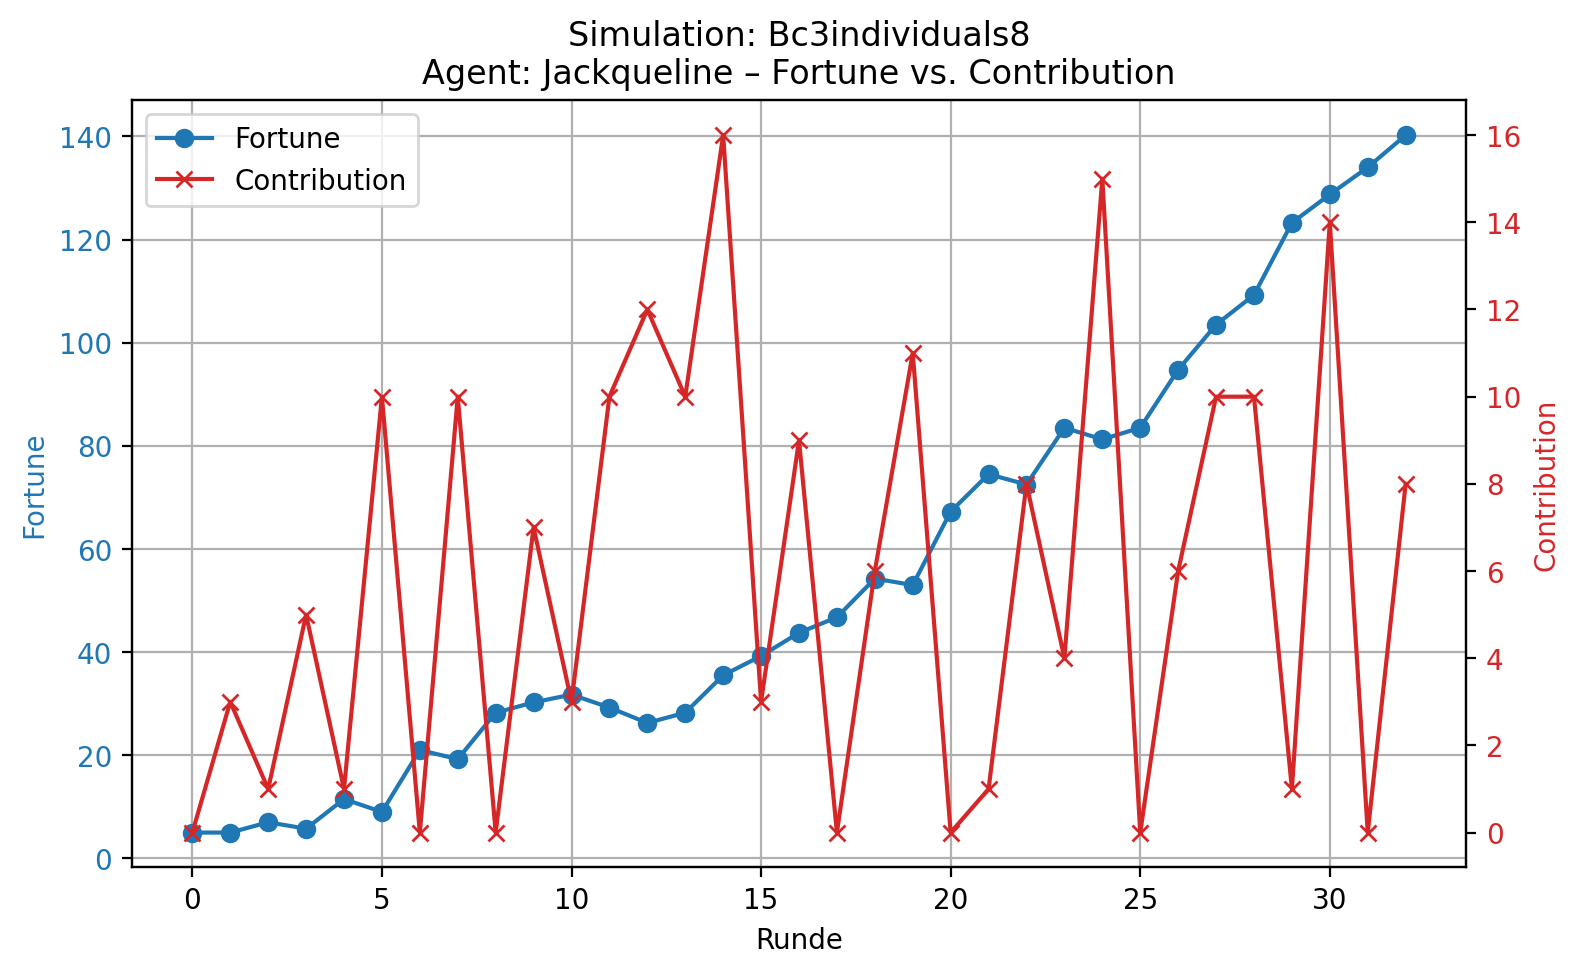 Simulation: Bc3individuals8
Agent: Jackqueline – Fortune vs. Contribution
Fortune
Contribution
140
120
100
80
60
40
20
0
Fortune
16
14
12
10
8
6
4
2
0
Contribution
0 5 10 15 20 25 30
Runde